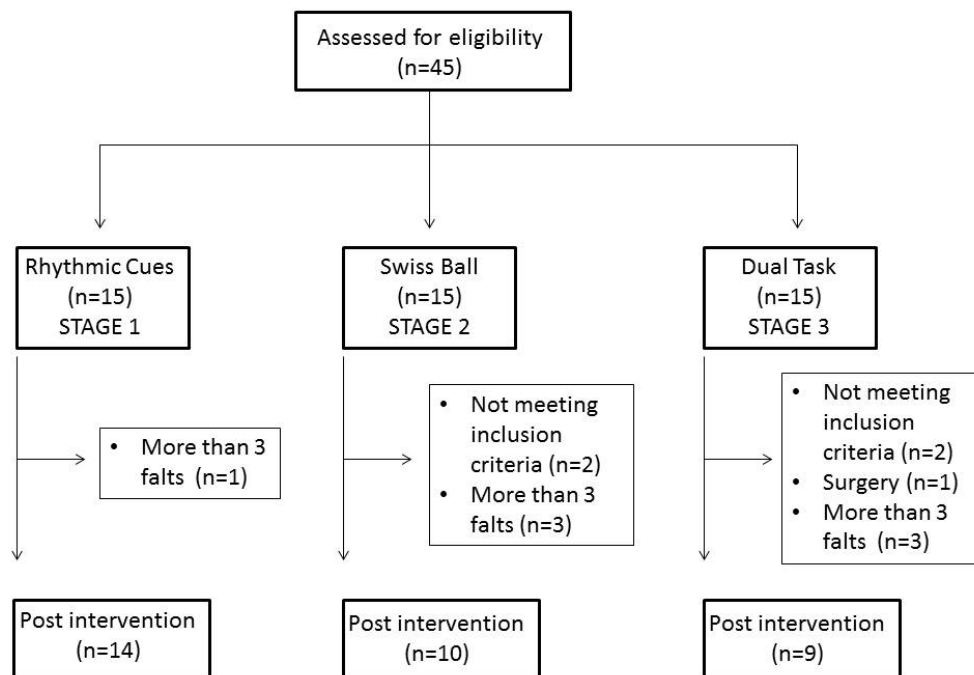 Assessed for eligibility
(n=45)
Rhythmic Cues
(n=15)
STAGE 1
Swiss Ball
(n=15)
STAGE 2
Dual Task
(n=15)
STAGE 3
• More than 3
falts (n=1)
• Not meeting
inclusion
criteria (n=2)
• More than 3
falts (n=3)
• Not meeting
inclusion
criteria (n=2)
• Surgery (n=1)
• More than 3
falts (n=3)
Post intervention
(n=14)
Post intervention
(n=10)
Post intervention
(n=9)